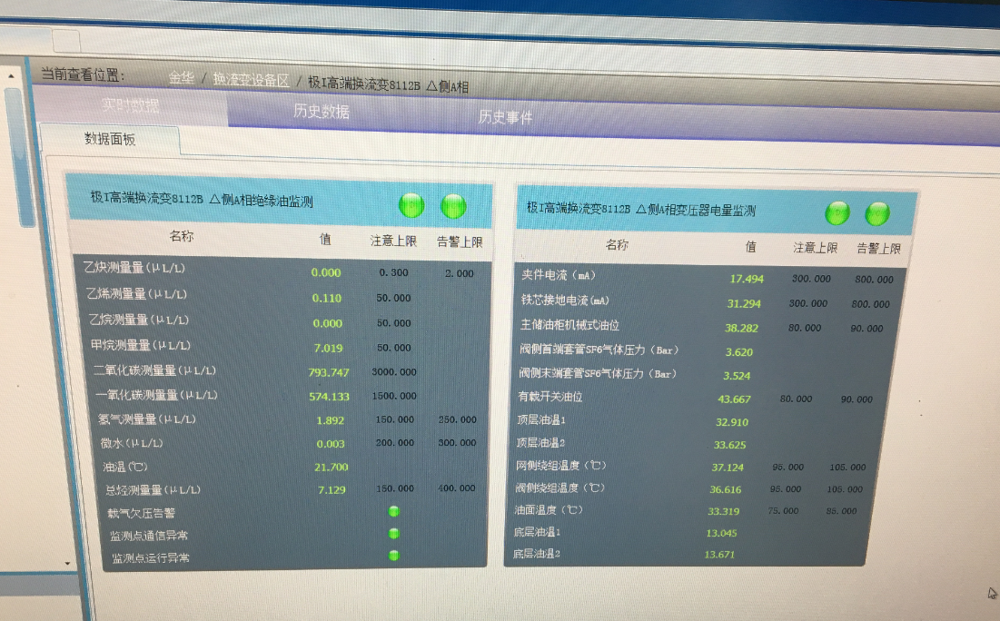 当前查看位置: 金华 / 换流变设备区 / 极I高端换流变8112B △侧A相
实时数据 历史数据 历史事件
数据面板
极I高端换流变8112B △侧A相绝缘油监测
名称 值 注意上限 告警上限
乙炔测量量(μL/L) 0.000 0.300 2.000
乙烯测量量(μL/L) 0.110 50.000
乙烷测量量(μL/L) 0.000 50.000
甲烷测量量(μL/L) 7.019 50.000
二氧化碳测量量(μL/L) 793.747 3000.000
一氧化碳测量量(μL/L) 574.133 1500.000
氢气测量量(μL/L) 1.892 150.000 250.000
微水(μL/L) 0.003 200.000 300.000
油温(℃) 21.700
总烃测量量(μL/L) 7.129 150.000 400.000
载气欠压告警
监测点通信异常
监测点运行异常
极I高端换流变8112B △侧A相变压器电量监测
名称 值 注意上限 告警上限
夹件电流(mA) 17.494 300.000 800.000
铁芯接地电流(mA) 31.294 300.000 800.000
主储油柜机械式油位 38.282 80.000 90.000
阀侧首端套管SF6气体压力(Bar) 3.620
阀侧末端套管SF6气体压力(Bar) 3.524
有载开关油位 43.667 80.000 90.000
顶层油温1 32.910
顶层油温2 33.625
网侧绕组温度(℃) 37.124 95.000 105.000
阀侧绕组温度(℃) 36.616 95.000 105.000
油面温度(℃) 33.319 75.000 85.000
底层油温1 13.045
底层油温2 13.671